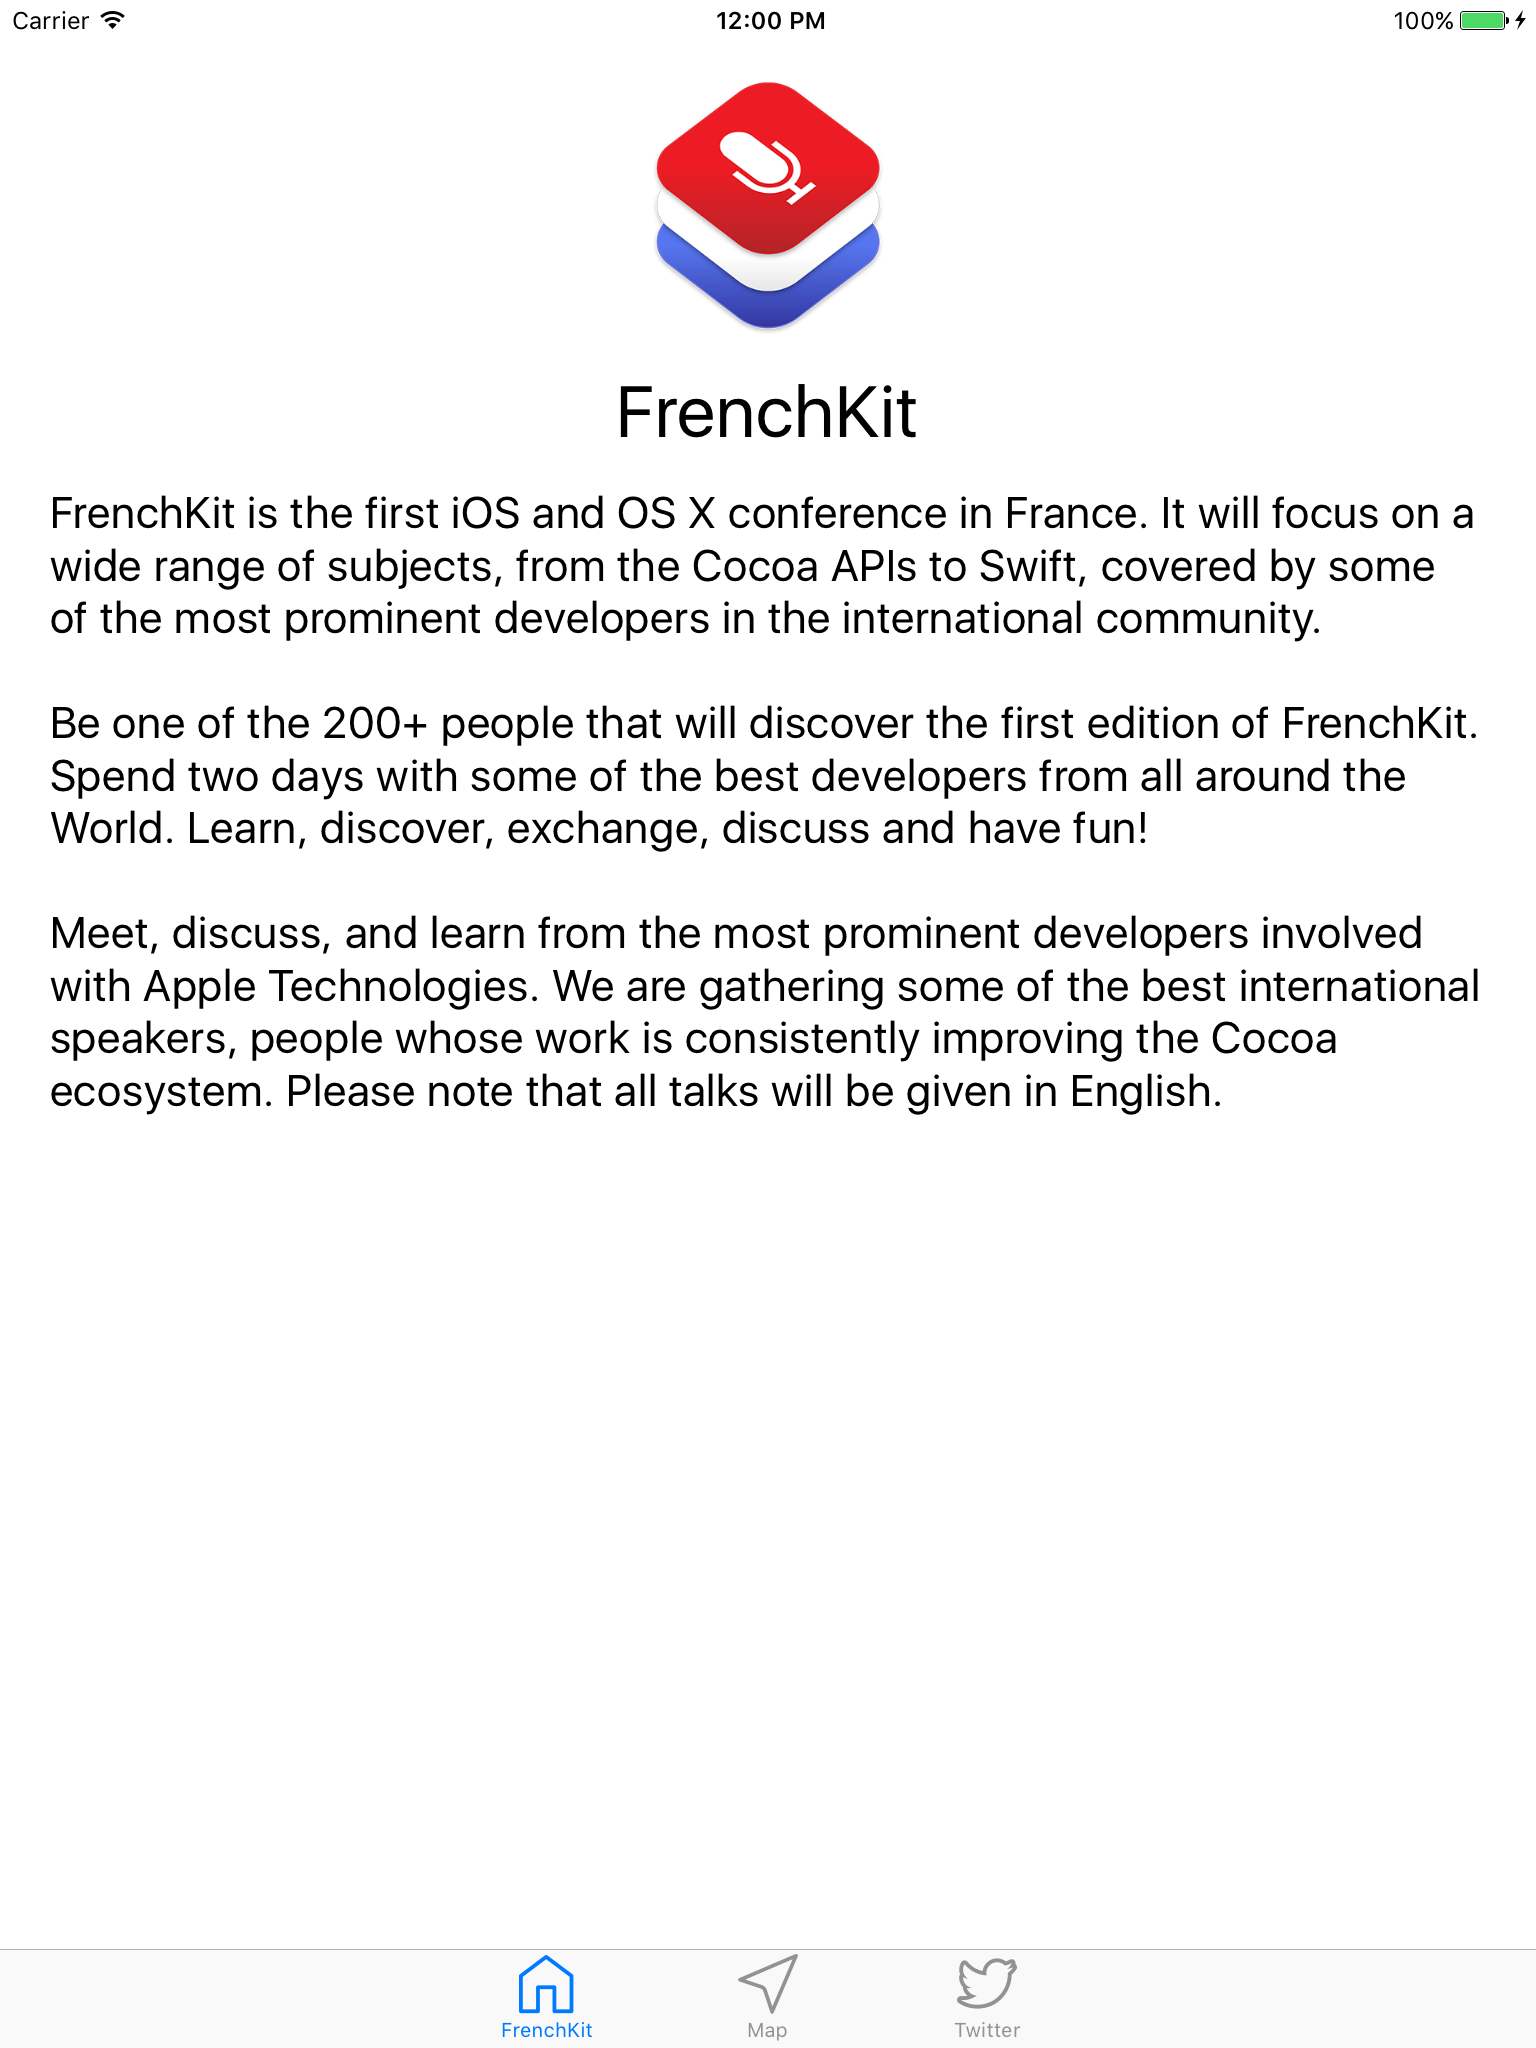 Carrier
12:00 PM
100%
FrenchKit
FrenchKit is the first iOS and OS X conference in France. It will focus on a
wide range of subjects, from the Cocoa APIs to Swift, covered by some
of the most prominent developers in the international community.
Be one of the 200+ people that will discover the first edition of FrenchKit.
Spend two days with some of the best developers from all around the
World. Learn, discover, exchange, discuss and have fun!
Meet, discuss, and learn from the most prominent developers involved
with Apple Technologies. We are gathering some of the best international
speakers, people whose work is consistently improving the Cocoa
ecosystem. Please note that all talks will be given in English.
FrenchKit
Map
Twitter